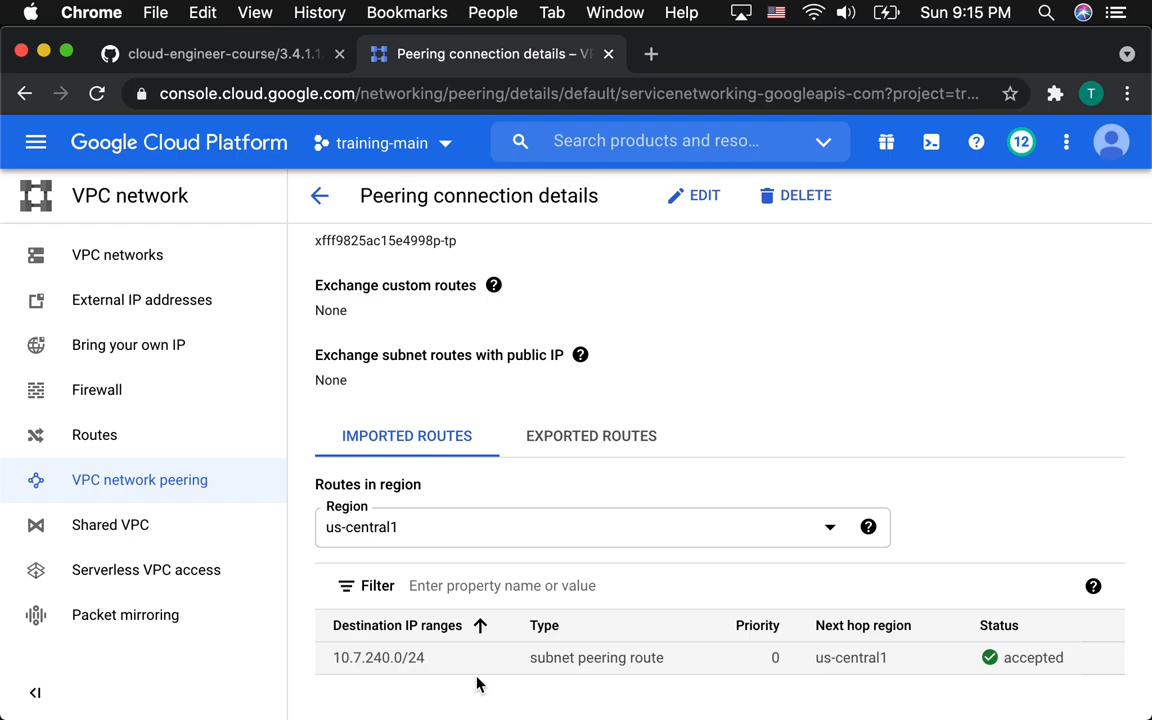 Chrome File Edit View History Bookmarks People Tab Window Help Sun 9:15 PM
cloud-engineer-course/3.4.1.1. Peering connection details – VP
console.cloud.google.com/networking/peering/details/default/servicenetworking-googleapis-com?project=tr... T
Google Cloud Platform training-main Search products and reso... 12
VPC network
VPC networks
External IP addresses
Bring your own IP
Firewall
Routes
VPC network peering
Shared VPC
Serverless VPC access
Packet mirroring
Peering connection details EDIT DELETE
xfff9825ac15e4998p-tp
Exchange custom routes
None
Exchange subnet routes with public IP
None
IMPORTED ROUTES EXPORTED ROUTES
Routes in region
Region
us-central1
Filter Enter property name or value
Destination IP ranges Type Priority Next hop region Status
10.7.240.0/24 subnet peering route 0 us-central1 accepted